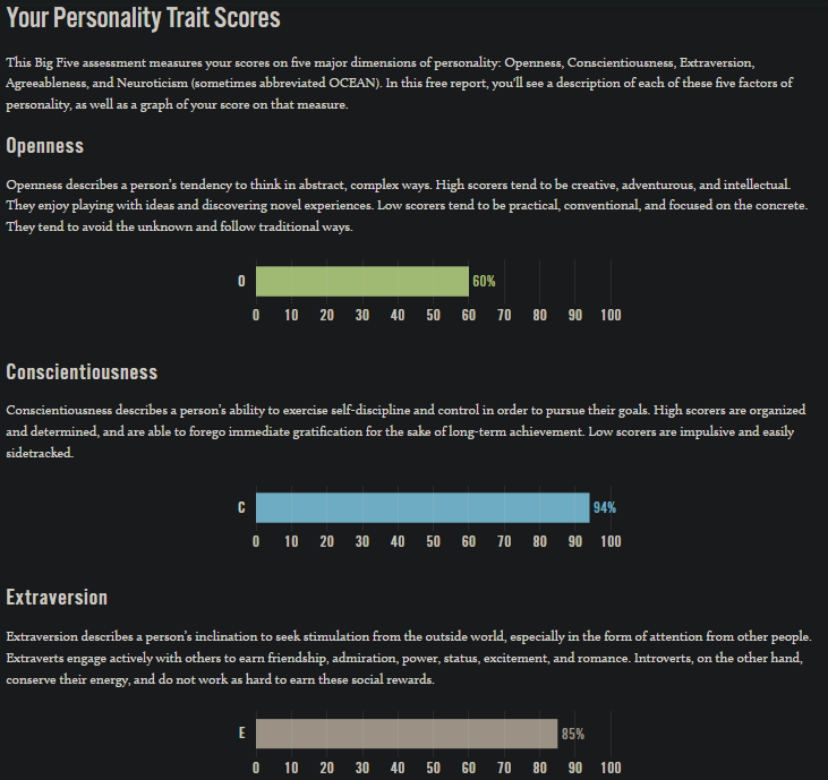 Your Personality Trait Scores
This Big Five assessment measures your scores on five major dimensions of personality: Openness, Conscientiousness, Extraversion,
Agreeableness, and Neuroticism (sometimes abbreviated OCEAN). In this free report, you'll see a description of each of these five factors of
personality, as well as a graph of your score on that measure.
Openness
Openness describes a person's tendency to think in abstract, complex ways. High scorers tend to be creative, adventurous, and intellectual.
They enjoy playing with ideas and discovering novel experiences. Low scorers tend to be practical, conventional, and focused on the concrete.
They tend to avoid the unknown and follow traditional ways.
O 60%
0 10 20 30 40 50 60 70 80 90 100
Conscientiousness
Conscientiousness describes a person's ability to exercise self-discipline and control in order to pursue their goals. High scorers are organized
and determined, and are able to forego immediate gratification for the sake of long-term achievement. Low scorers are impulsive and easily
sidetracked.
C 94%
0 10 20 30 40 50 60 70 80 90 100
Extraversion
Extraversion describes a person's inclination to seek stimulation from the outside world, especially in the form of attention from other people.
Extraverts engage actively with others to earn friendship, admiration, power, status, excitement, and romance. Introverts, on the other hand,
conserve their energy, and do not work as hard to earn these social rewards.
E 85%
0 10 20 30 40 50 60 70 80 90 100